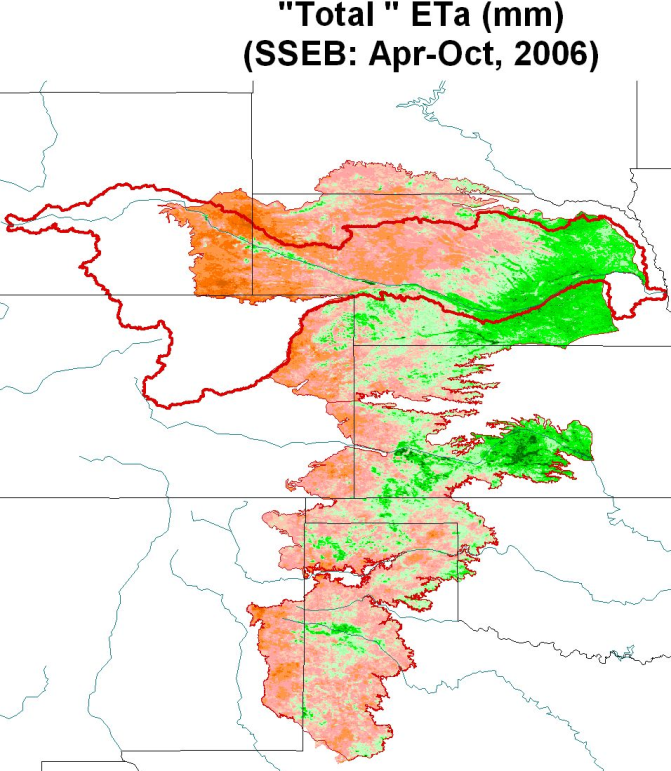 "Total " ETa (mm)
(SSEB: Apr-Oct, 2006)